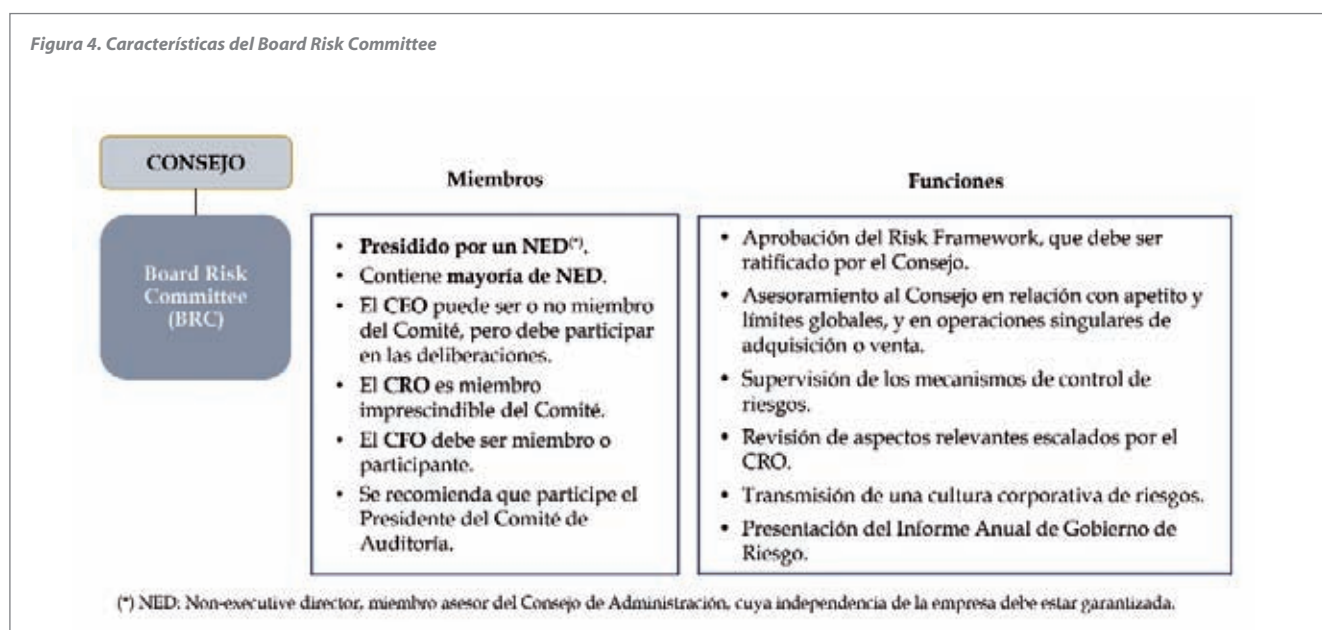 Figura 4. Características del Board Risk Committee
CONSEJO
Board Risk
Committee
(BRC)
Miembros
• Presidido por un NED(*).
• Contiene mayoría de NED.
• El CEO puede ser o no miembro
del Comité, pero debe participar
en las deliberaciones.
• El CRO es miembro
imprescindible del Comité.
• El CFO debe ser miembro o
participante.
• Se recomienda que participe el
Presidente del Comité de
Auditoría.
Funciones
• Aprobación del Risk Framework, que debe ser
ratificado por el Consejo.
• Asesoramiento al Consejo en relación con apetito y
límites globales, y en operaciones singulares de
adquisición o venta.
• Supervisión de los mecanismos de control de
riesgos.
• Revisión de aspectos relevantes escalados por el
CRO.
• Transmisión de una cultura corporativa de riesgos.
• Presentación del Informe Anual de Gobierno de
Riesgo.
(*) NED: Non-executive director, miembro asesor del Consejo de Administración, cuya independencia de la empresa debe estar garantizada.